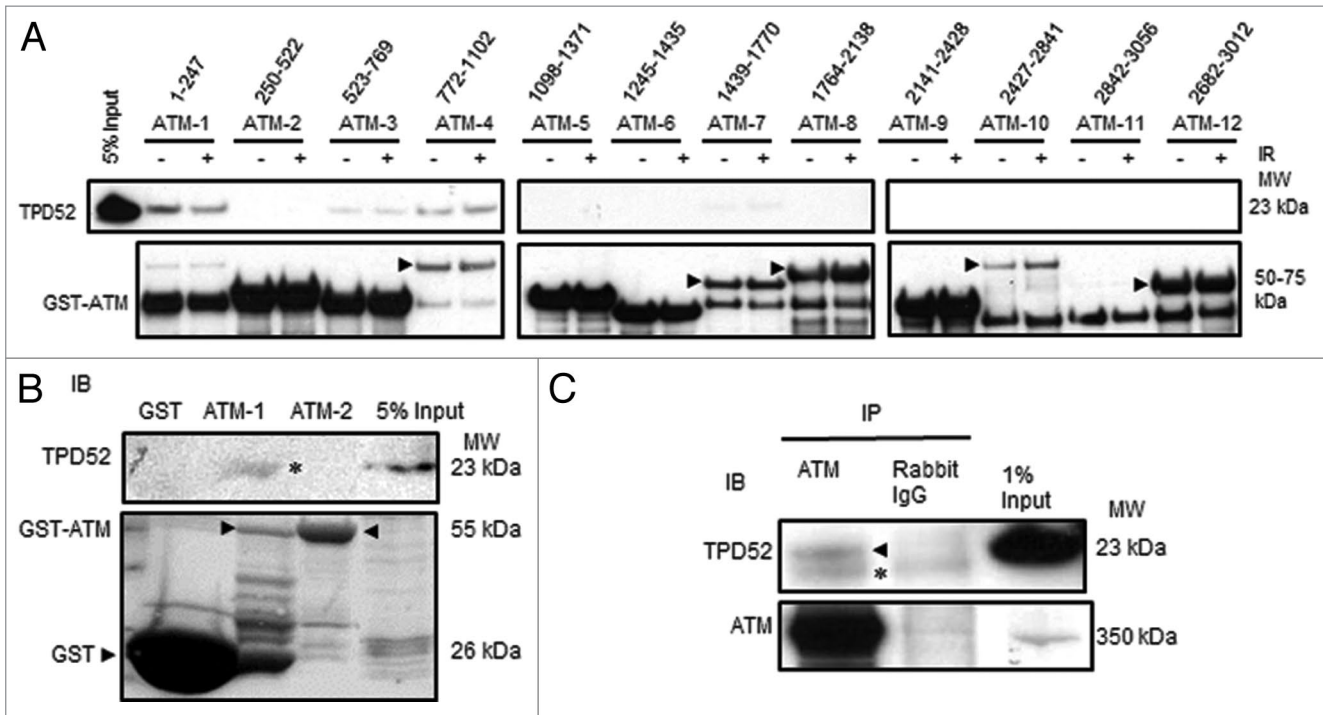 A
5% Input
1-247 250-522 523-769 772-1102 1098-1371 1245-1435 1439-1770 1764-2138 2141-2428 2427-2841 2842-3056 2682-3012
ATM-1 ATM-2 ATM-3 ATM-4 ATM-5 ATM-6 ATM-7 ATM-8 ATM-9 ATM-10 ATM-11 ATM-12
- + - + - + - + - + - + - + - + - + - + - + - + IR
MW
TPD52 23 kDa
GST-ATM 50-75
kDa
B
IB
GST ATM-1 ATM-2 5% Input
MW
TPD52 * 23 kDa
GST-ATM 55 kDa
GST 26 kDa
C
IP
IB ATM Rabbit
IgG 1%
Input
MW
TPD52 * 23 kDa
ATM 350 kDa